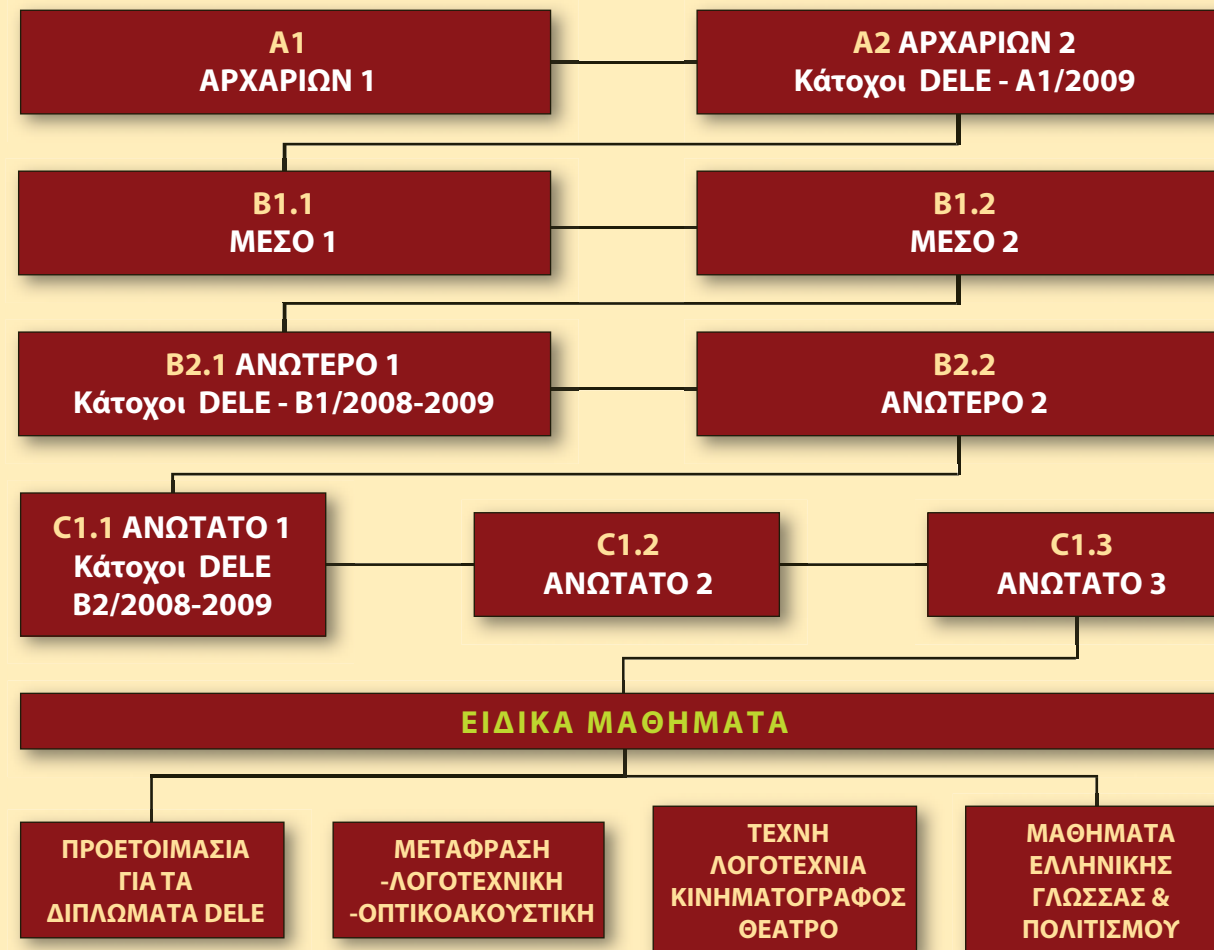 A1
ΑΡΧΑΡΙΩΝ 1
A2 ΑΡΧΑΡΙΩΝ 2
Κάτοχοι DELE - A1/2009
B1.1
ΜΕΣΟ 1
B1.2
ΜΕΣΟ 2
B2.1 ΑΝΩΤΕΡΟ 1
Κάτοχοι DELE - B1/2008-2009
B2.2
ΑΝΩΤΕΡΟ 2
C1.1 ΑΝΩΤΑΤΟ 1
Κάτοχοι DELE
B2/2008-2009
C1.2
ΑΝΩΤΑΤΟ 2
C1.3
ΑΝΩΤΑΤΟ 3
ΕΙΔΙΚΑ ΜΑΘΗΜΑΤΑ
ΠΡΟΕΤΟΙΜΑΣΙΑ
ΓΙΑ ΤΑ
ΔΙΠΛΩΜΑΤΑ DELE
ΜΕΤΑΦΡΑΣΗ
-ΛΟΓΟΤΕΧΝΙΚΗ
-ΟΠΤΙΚΟΑΚΟΥΣΤΙΚΗ
ΤΕΧΝΗ
ΛΟΓΟΤΕΧΝΙΑ
ΚΙΝΗΜΑΤΟΓΡΑΦΟΣ
ΘΕΑΤΡΟ
ΜΑΘΗΜΑΤΑ
ΕΛΛΗΝΙΚΗΣ
ΓΛΩΣΣΑΣ &
ΠΟΛΙΤΙΣΜΟΥ